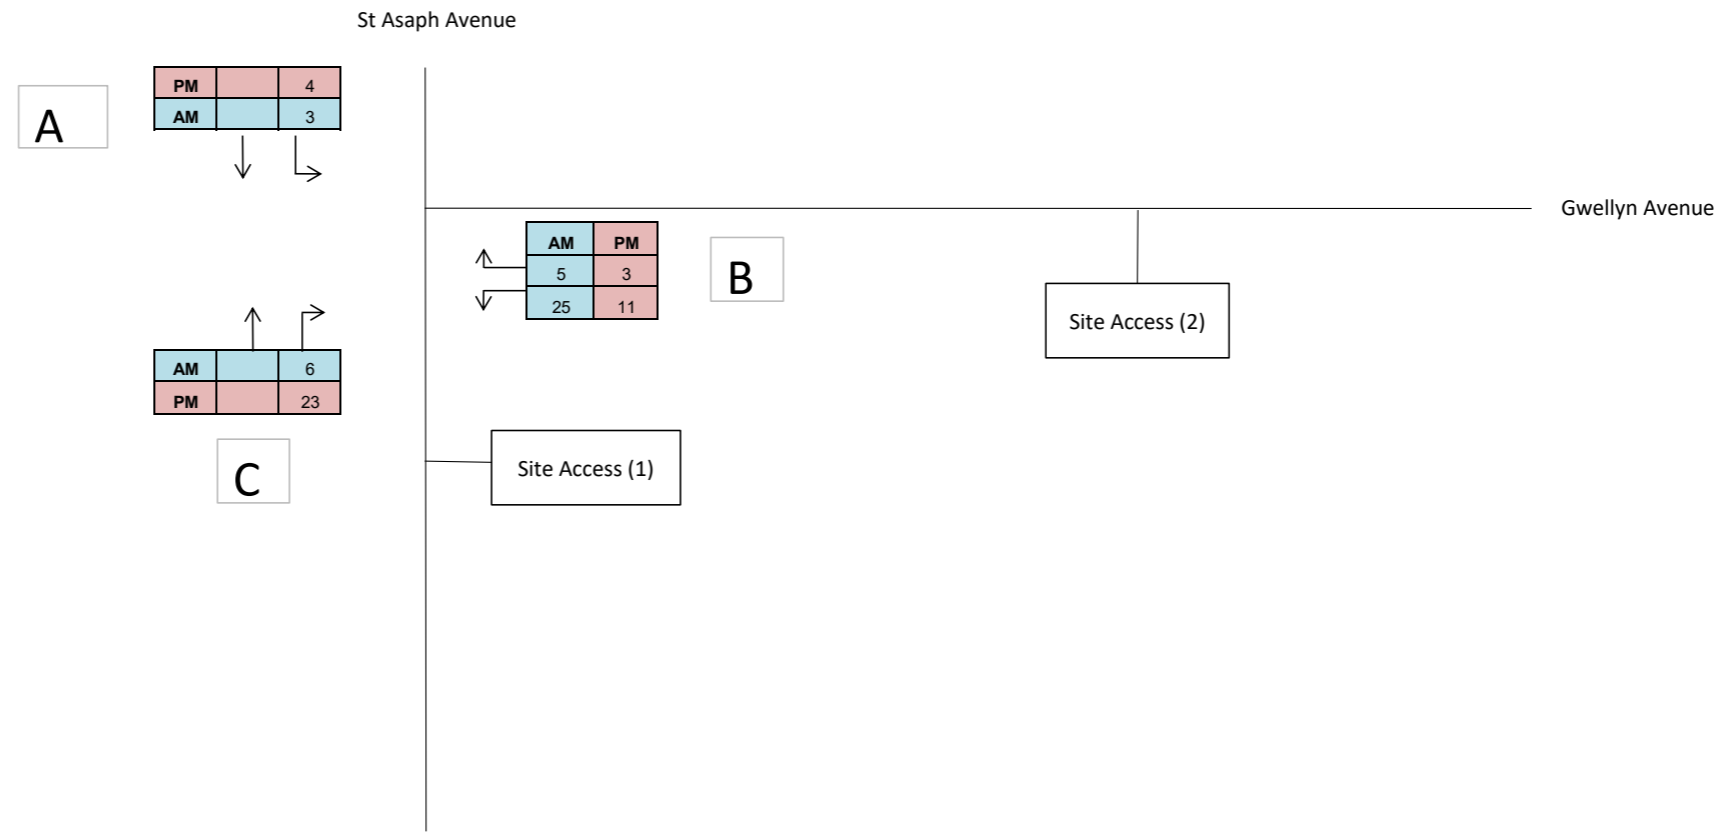 St Asaph Avenue
A
PM 4
AM 3
Gwellyn Avenue
AM PM
5 3
25 11
B
Site Access (2)
AM 6
PM 23
C
Site Access (1)